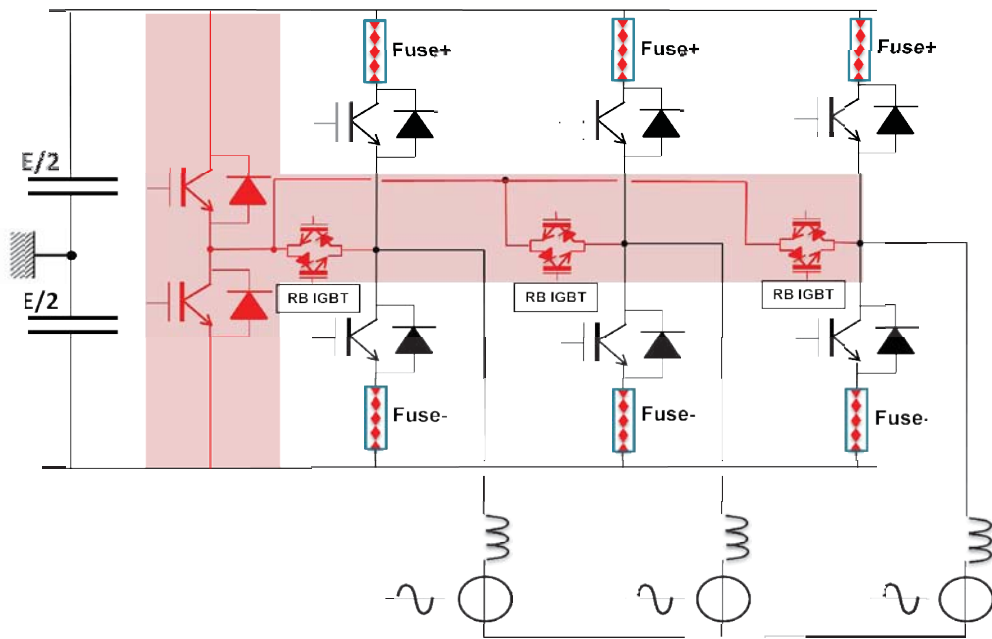 Fuse+
Fuse+
Fuse+
E/2
E/2
RB IGBT
RB IGBT
RB IGBT
Fuse-
Fuse-
Fuse-